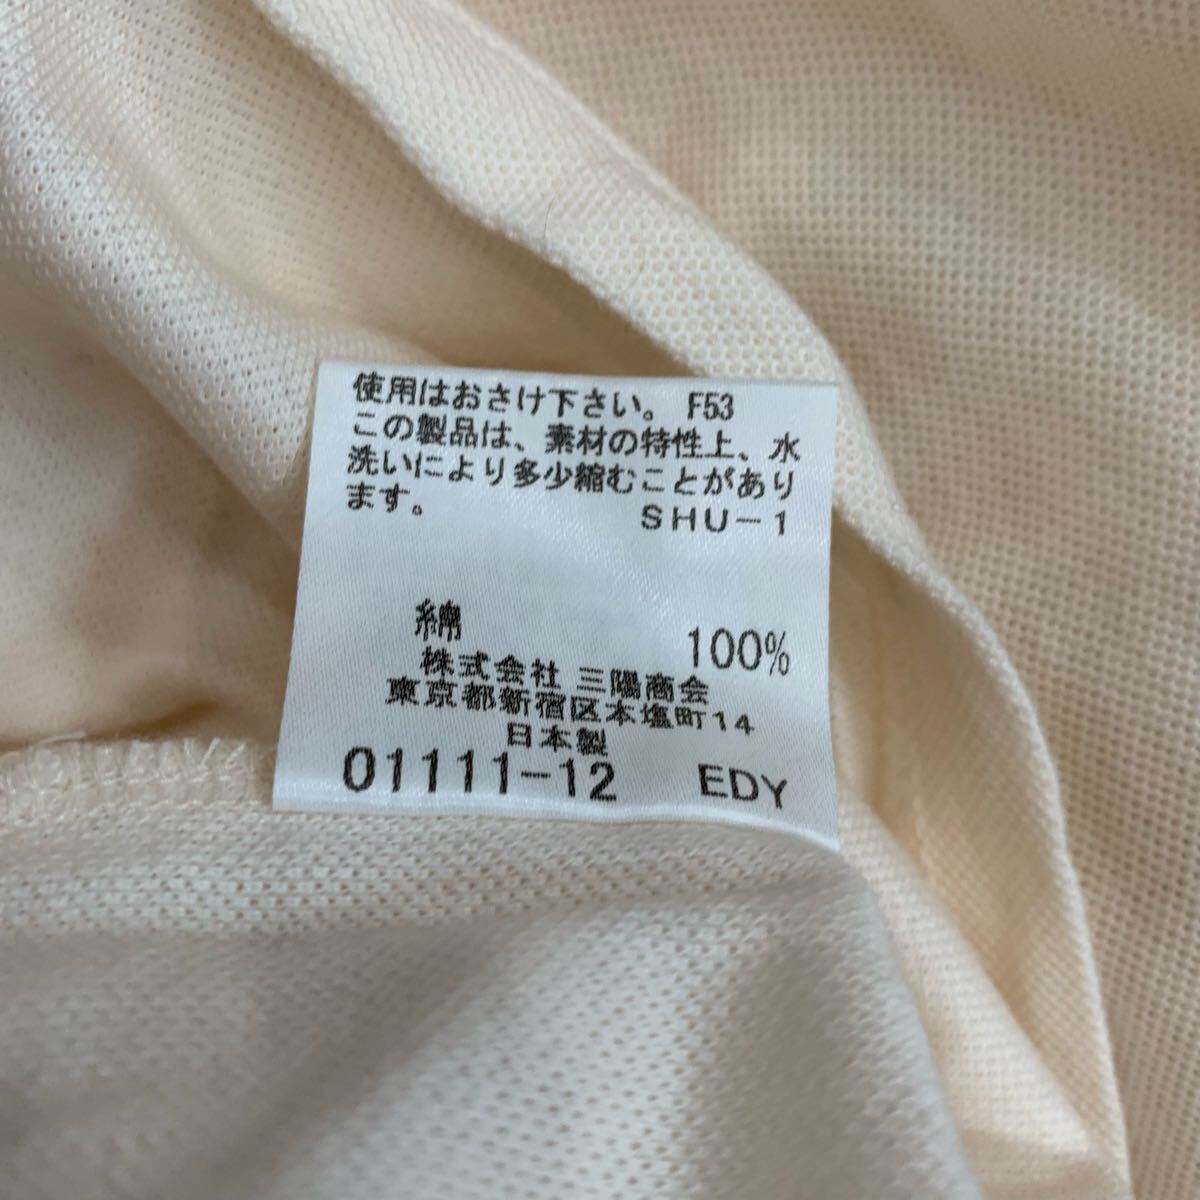 使用はおさけ下さい。 F53
この製品は、素材の特性上、水
洗いにより多少縮むことがあり
ます。 SHU-1
綿 100%
株式会社 三陽商会
東京都新宿区本塩町14
日本製
01111-12 EDY